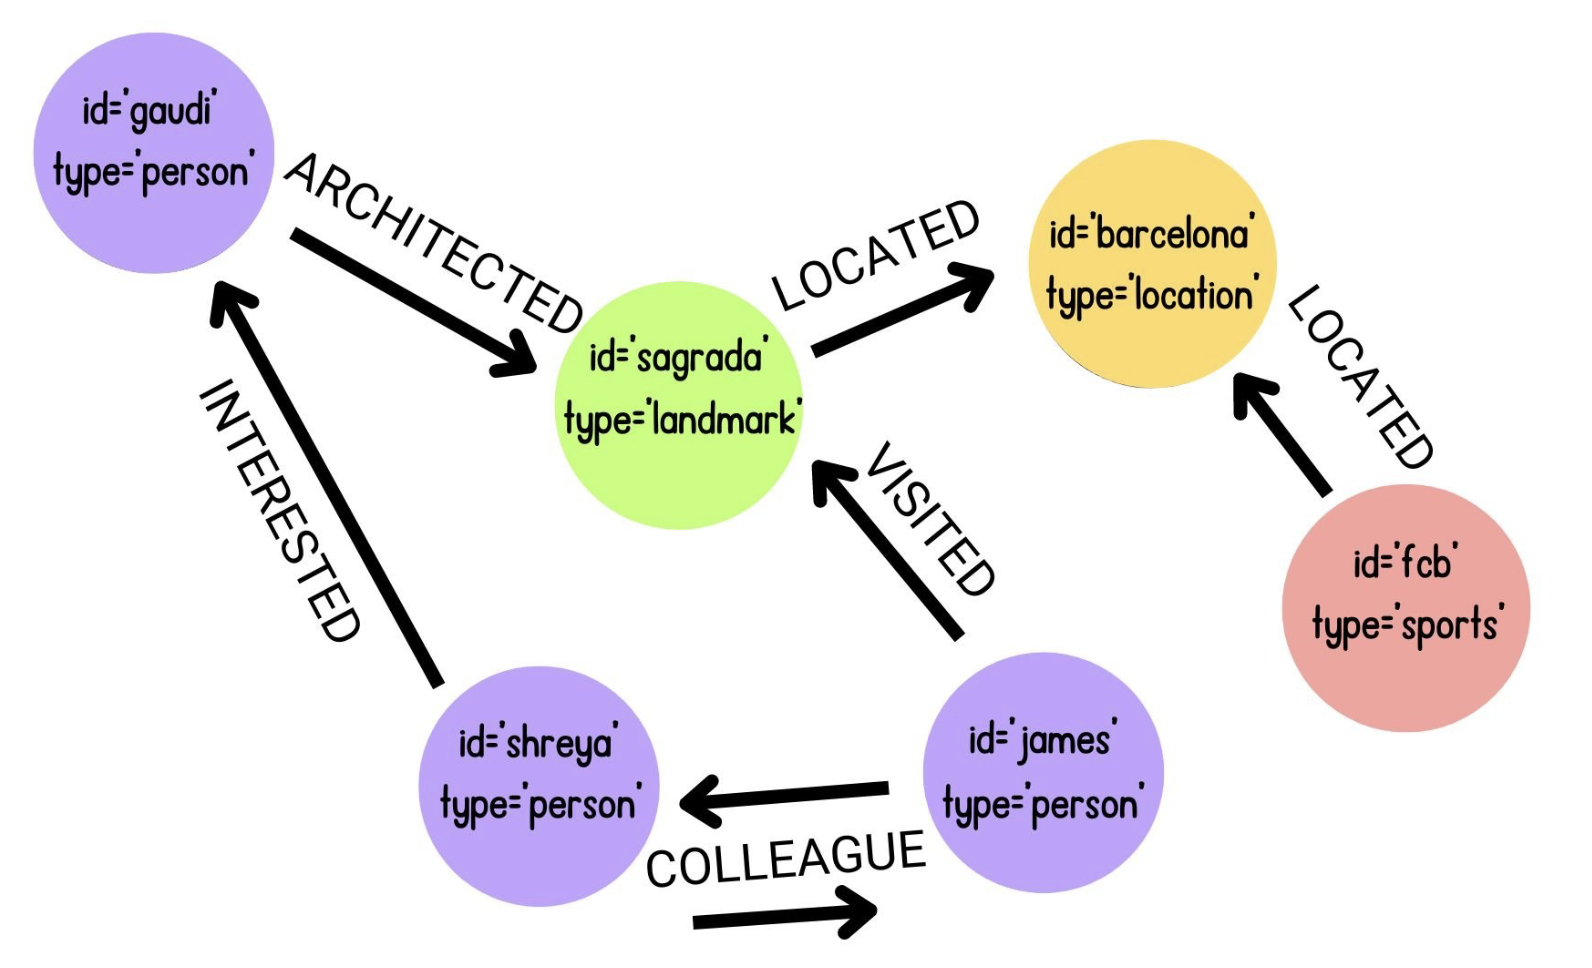 id='gaudi'
type='person'
ARCHITECTED
LOCATED
id='barcelona'
type='location'
LOCATED
id='sagrada'
type='landmark'
INTERESTED
VISITED
id='fcb'
type='sports'
id='shreya'
type='person'
COLLEAGUE
id='james'
type='person'